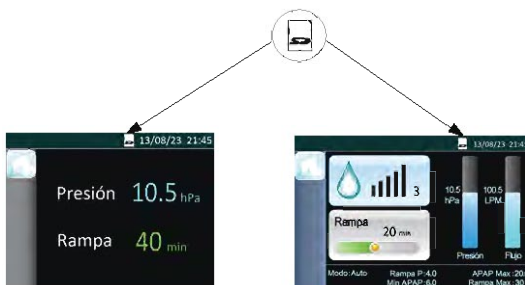 13/08/23 21:45
Presión 10.5 hPa
Rampa 40 min
13/08/23 21:45
3
Rampa
20 min
10.5 hPa
100.5 LPM
Presión
Flujo
Modo:Auto
Rampa P:4.0
APAP Max:20
Min APAP:6.0
Rampa Max:30